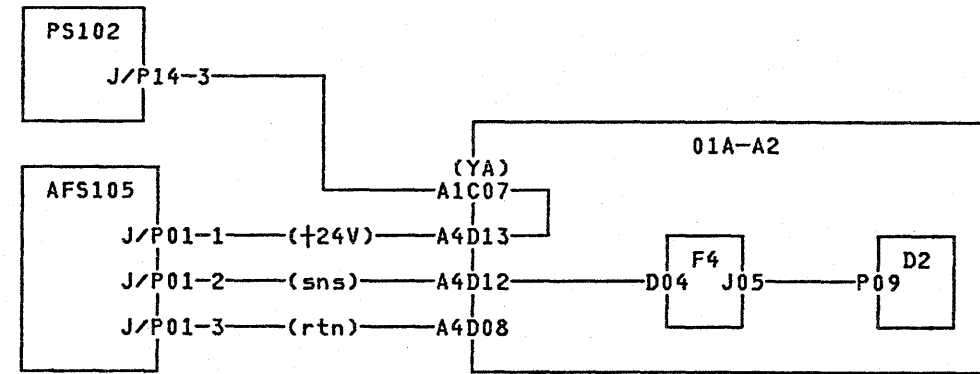 PS102
J/P14-3
01A-A2
(YA)
AFS105
A1C07
J/P01-1 (+24V) A4D13
F4 D2
J/P01-2 (sns) A4D12 D04 J05 P09
J/P01-3 (rtn) A4D08